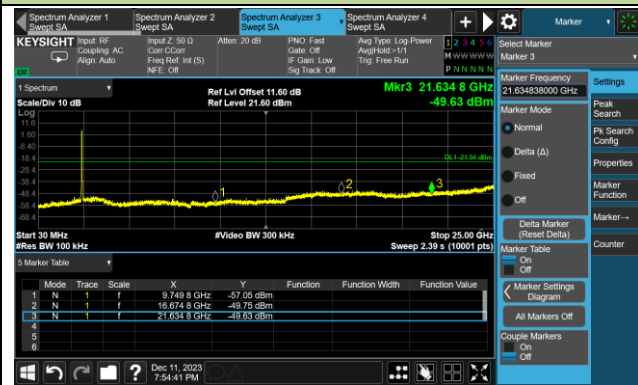 Spectrum Analyzer 1
Swept SA
Spectrum Analyzer 2
Swept SA
Spectrum Analyzer 3
Swept SA
Spectrum Analyzer 4
Swept SA
Marker
KEYSIGHT
Input: RF
Coupling: AC
Align: Auto
Input Z: 50 Ω
Corr CCorr
Freq Ref: Int (S)
NFE: Off
Atten: 20 dB
PNO: Fast
Gate: Off
IF Gain: Low
Sig Track: Off
Avg Type: Log-Power
Avg|Hold:>1/1
Trig: Free Run
1 2 3 4 5 6
M W W W W W
P N N N N N
Select Marker
Marker 3
1 Spectrum
Scale/Div 10 dB
Log
Ref Lvl Offset 11.60 dB
Ref Level 21.60 dBm
Mkr3 21.634 8 GHz
-49.63 dBm
11.6
1.60
-8.40
-18.4
-28.4
-38.4
-48.4
-58.4
-68.4
DL1 -21.54 dBm
1
2
3
Start 30 MHz
#Res BW 100 kHz
#Video BW 300 kHz
Stop 25.00 GHz
Sweep 2.39 s (10001 pts)
5 Marker Table
Mode Trace Scale X Y Function Function Width Function Value
1 N 1 f 9.749 8 GHz -57.05 dBm
2 N 1 f 16.674 8 GHz -49.75 dBm
3 N 1 f 21.634 8 GHz -49.63 dBm
4
5
6
Marker Frequency
21.634838000 GHz
Marker Mode
Normal
Delta (Δ)
Fixed
Off
Delta Marker
(Reset Delta)
Marker Table
On
Off
Marker Settings
Diagram
All Markers Off
Couple Markers
On
Off
Settings
Peak
Search
Pk Search
Config
Properties
Marker
Function
Marker→
Counter
Dec 11, 2023
7:54:41 PM